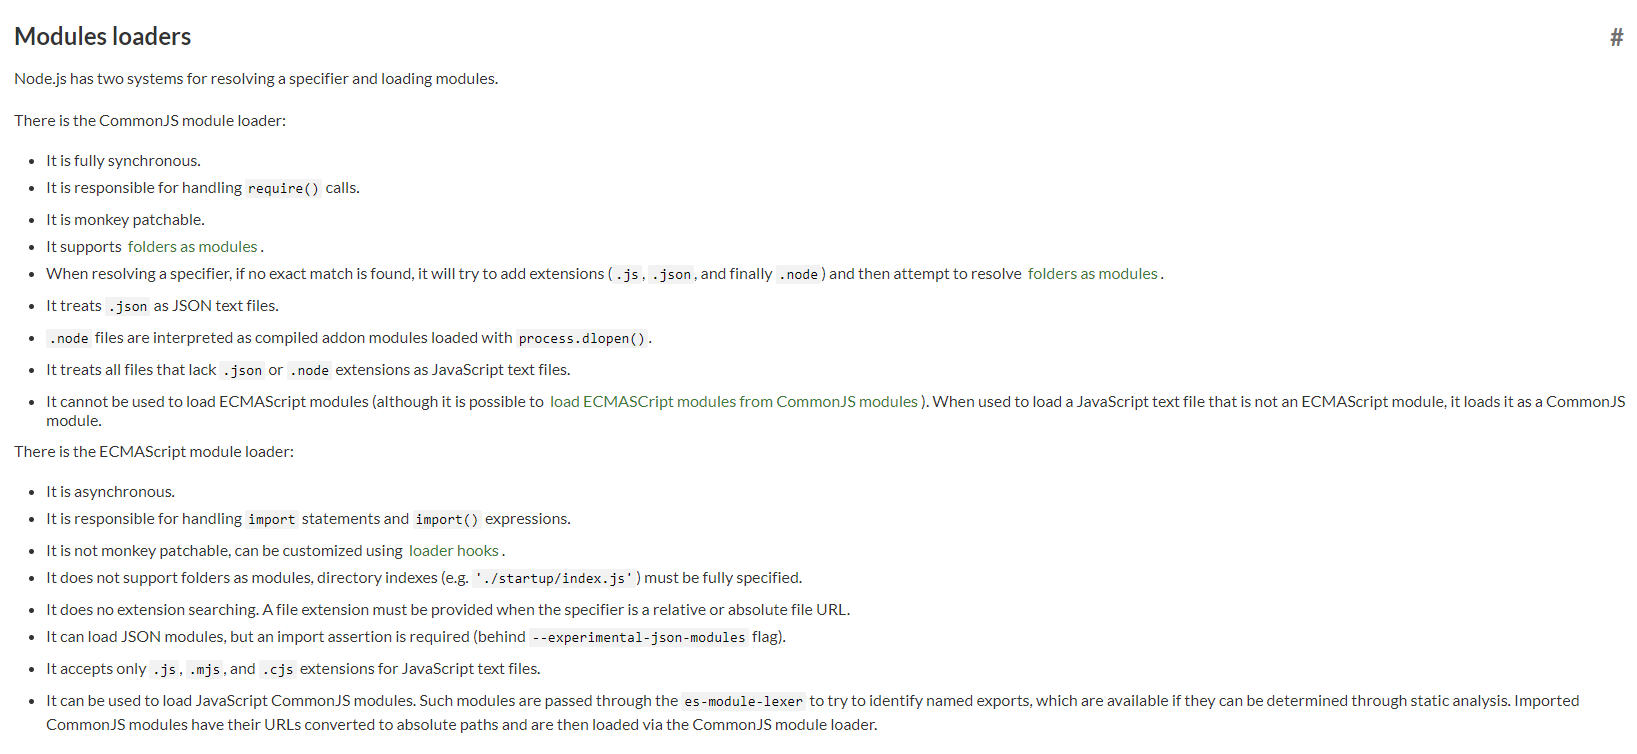 Modules loaders #
Node.js has two systems for resolving a specifier and loading modules.
There is the CommonJS module loader:
• It is fully synchronous.
• It is responsible for handling require() calls.
• It is monkey patchable.
• It supports folders as modules.
• When resolving a specifier, if no exact match is found, it will try to add extensions (.js, .json, and finally .node) and then attempt to resolve folders as modules.
• It treats .json as JSON text files.
• .node files are interpreted as compiled addon modules loaded with process.dlopen().
• It treats all files that lack .json or .node extensions as JavaScript text files.
• It cannot be used to load ECMAScript modules (although it is possible to load ECMASCript modules from CommonJS modules). When used to load a JavaScript text file that is not an ECMAScript module, it loads it as a CommonJS
module.
There is the ECMAScript module loader:
• It is asynchronous.
• It is responsible for handling import statements and import() expressions.
• It is not monkey patchable, can be customized using loader hooks.
• It does not support folders as modules, directory indexes (e.g. './startup/index.js') must be fully specified.
• It does no extension searching. A file extension must be provided when the specifier is a relative or absolute file URL.
• It can load JSON modules, but an import assertion is required (behind --experimental-json-modules flag).
• It accepts only .js, .mjs, and .cjs extensions for JavaScript text files.
• It can be used to load JavaScript CommonJS modules. Such modules are passed through the es-module-lexer to try to identify named exports, which are available if they can be determined through static analysis. Imported
CommonJS modules have their URLs converted to absolute paths and are then loaded via the CommonJS module loader.